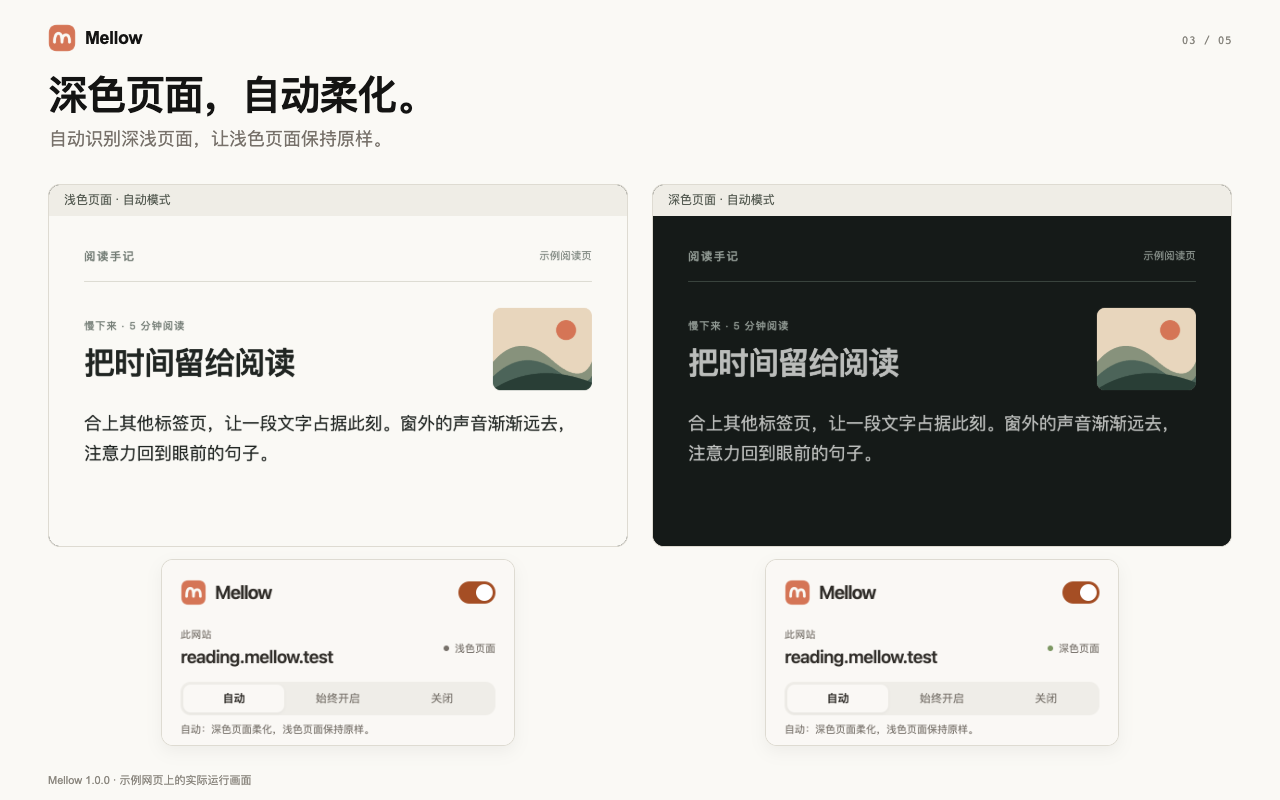 Mellow
03 / 05
深色页面，自动柔化。
自动识别深浅页面，让浅色页面保持原样。
浅色页面 · 自动模式
阅读手记
示例阅读页
慢下来 · 5 分钟阅读
把时间留给阅读
合上其他标签页，让一段文字占据此刻。窗外的声音渐渐远去，
注意力回到眼前的句子。
深色页面 · 自动模式
阅读手记
示例阅读页
慢下来 · 5 分钟阅读
把时间留给阅读
合上其他标签页，让一段文字占据此刻。窗外的声音渐渐远去，
注意力回到眼前的句子。
Mellow
此网站
reading.mellow.test
浅色页面
自动
始终开启
关闭
自动：深色页面柔化，浅色页面保持原样。
Mellow
此网站
reading.mellow.test
深色页面
自动
始终开启
关闭
自动：深色页面柔化，浅色页面保持原样。
Mellow 1.0.0 · 示例网页上的实际运行画面